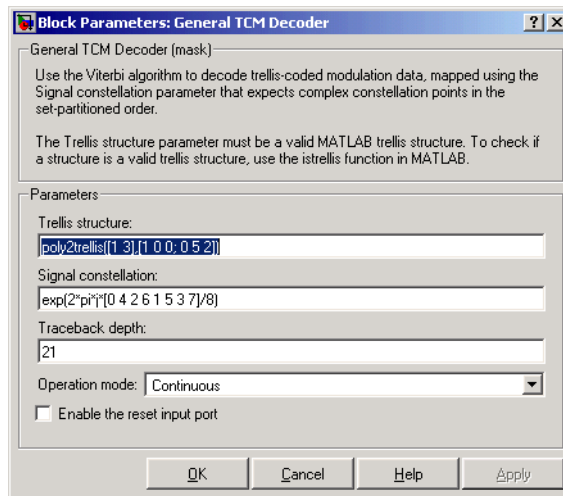 Block Parameters: General TCM Decoder
General TCM Decoder (mask)
Use the Viterbi algorithm to decode trellis-coded modulation data, mapped using the
Signal constellation parameter that expects complex constellation points in the
set-partitioned order.
The Trellis structure parameter must be a valid MATLAB trellis structure. To check if
a structure is a valid trellis structure, use the istrellis function in MATLAB.
Parameters
Trellis structure:
poly2trellis([1 3],[1 0 0; 0 5 2])
Signal constellation:
exp(2*pi*j*[0 4 2 6 1 5 3 7]/8)
Traceback depth:
21
Operation mode: Continuous
Enable the reset input port
OK Cancel Help Apply